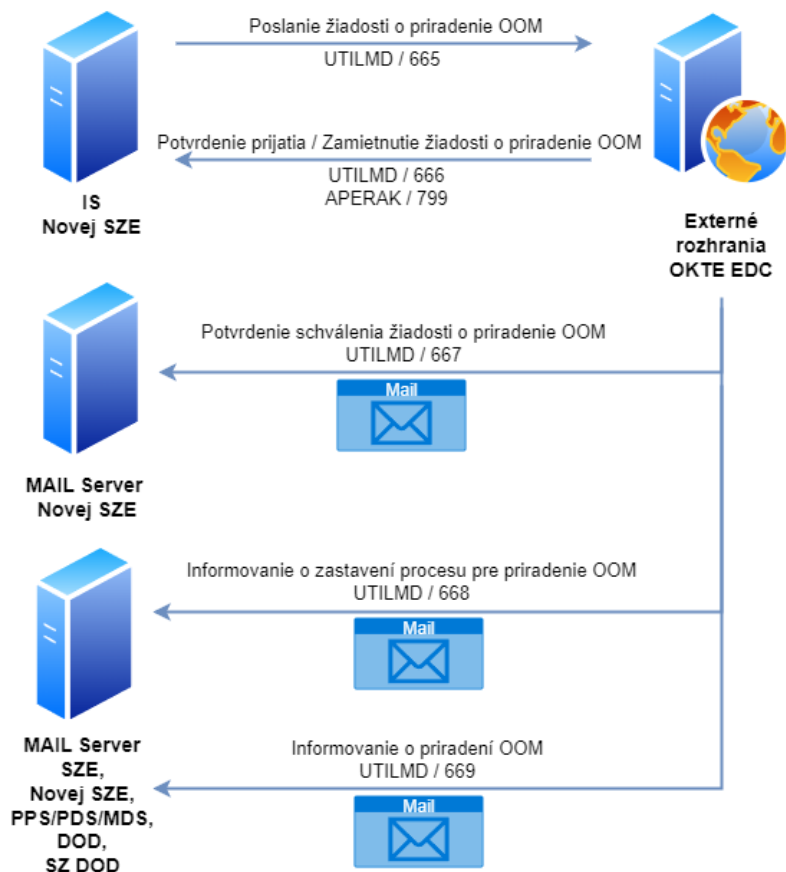 Poslanie žiadosti o priradenie OOM
UTILMD / 665
Potvrdenie prijatia / Zamietnutie žiadosti o priradenie OOM
UTILMD / 666
APERAK / 799
IS
Novej SZE
Externé
rozhrania
OKTE EDC
Potvrdenie schválenia žiadosti o priradenie OOM
UTILMD / 667
Mail
MAIL Server
Novej SZE
Informovanie o zastavení procesu pre priradenie OOM
UTILMD / 668
Mail
MAIL Server
SZE,
Novej SZE,
PPS/PDS/MDS,
DOD,
SZ DOD
Informovanie o priradení OOM
UTILMD / 669
Mail